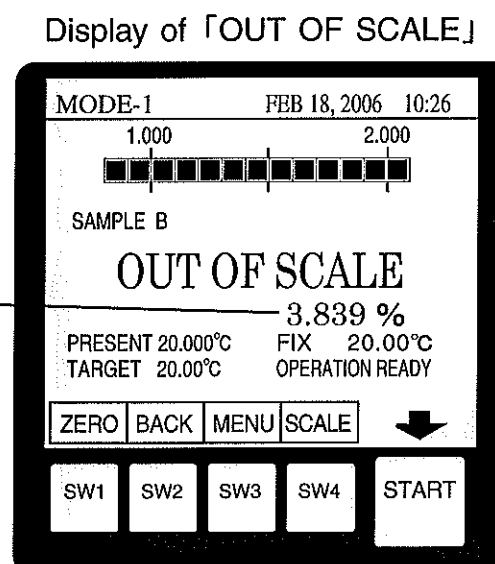 Display of 「OUT OF SCALE」
MODE-1 FEB 18, 2006 10:26
1.000 2.000
SAMPLE B
OUT OF SCALE
3.839 %
PRESENT 20.000°C FIX 20.00°C
TARGET 20.00°C OPERATION READY
ZERO BACK MENU SCALE
SW1 SW2 SW3 SW4 START